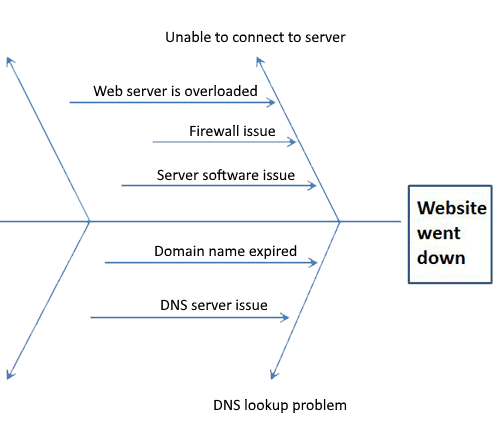 Unable to connect to server
Web server is overloaded
Firewall issue
Server software issue
Website
went
down
Domain name expired
DNS server issue
DNS lookup problem